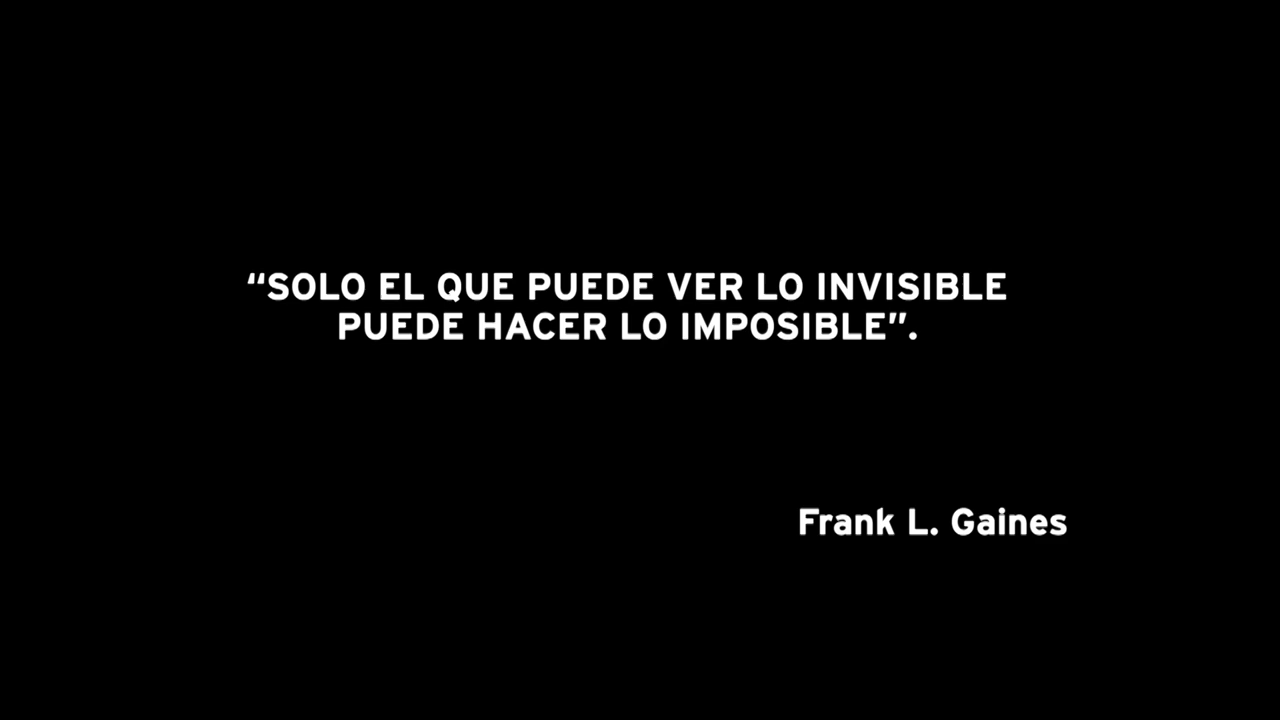 “SOLO EL QUE PUEDE VER LO INVISIBLE
PUEDE HACER LO IMPOSIBLE”.
Frank L. Gaines